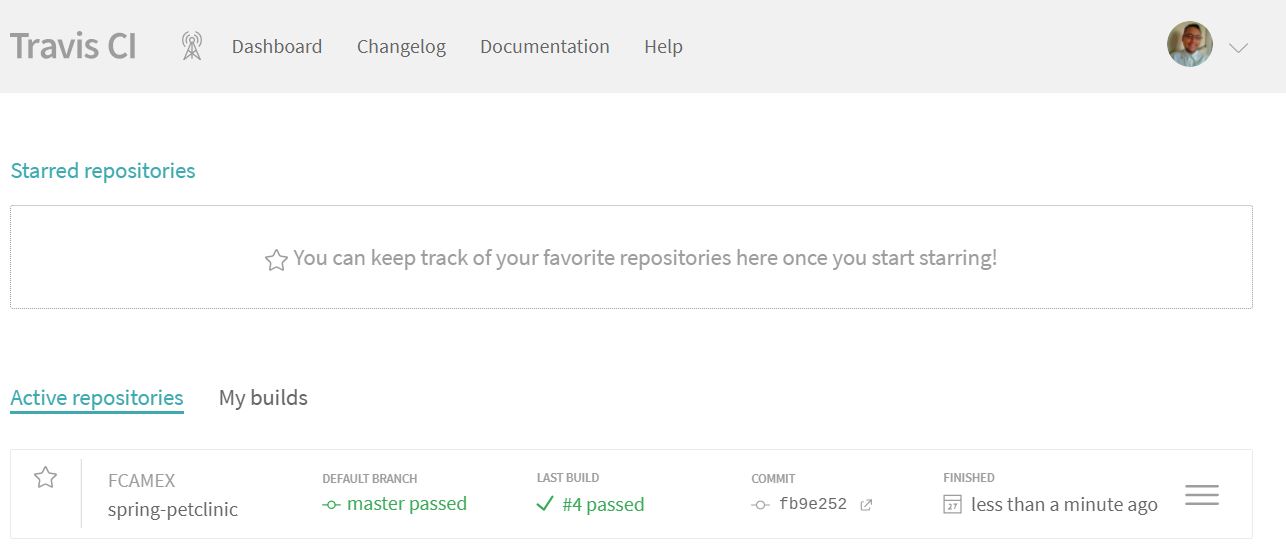 Travis CI Dashboard Changelog Documentation Help
Starred repositories
You can keep track of your favorite repositories here once you start starring!
Active repositories My builds
FCAMEX DEFAULT BRANCH LAST BUILD COMMIT FINISHED
spring-petclinic master passed #4 passed fb9e252 27 less than a minute ago